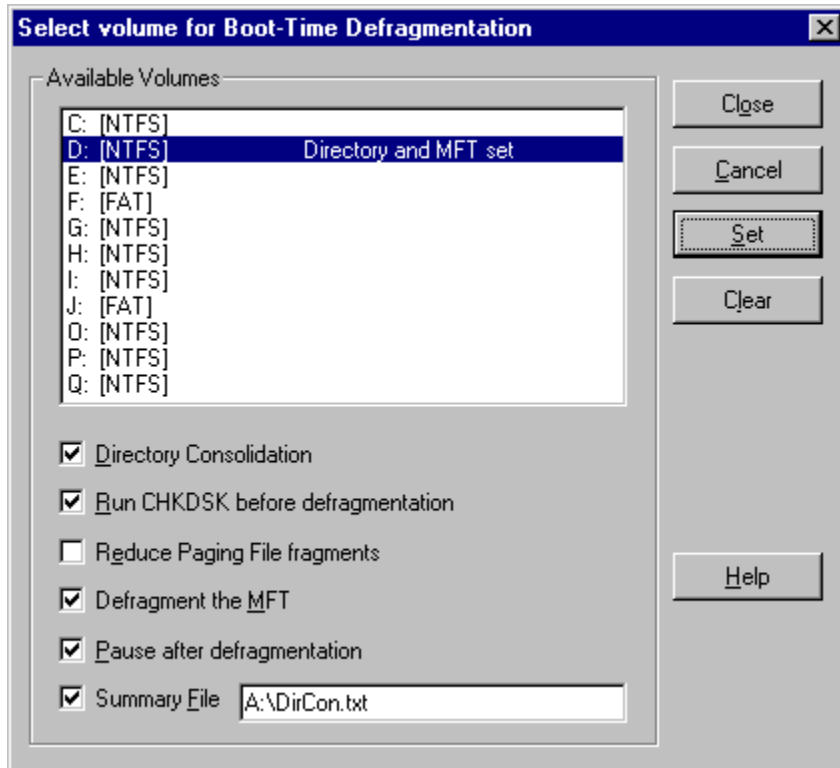 Select volume for Boot-Time Defragmentation
Available Volumes
C: [NTFS]
D: [NTFS] Directory and MFT set
E: [NTFS]
F: [FAT]
G: [NTFS]
H: [NTFS]
I: [NTFS]
J: [FAT]
O: [NTFS]
P: [NTFS]
Q: [NTFS]
Close
Cancel
Set
Clear
Directory Consolidation
Run CHKDSK before defragmentation
Reduce Paging File fragments
Defragment the MFT
Pause after defragmentation
Summary File A:\DirCon.txt
Help